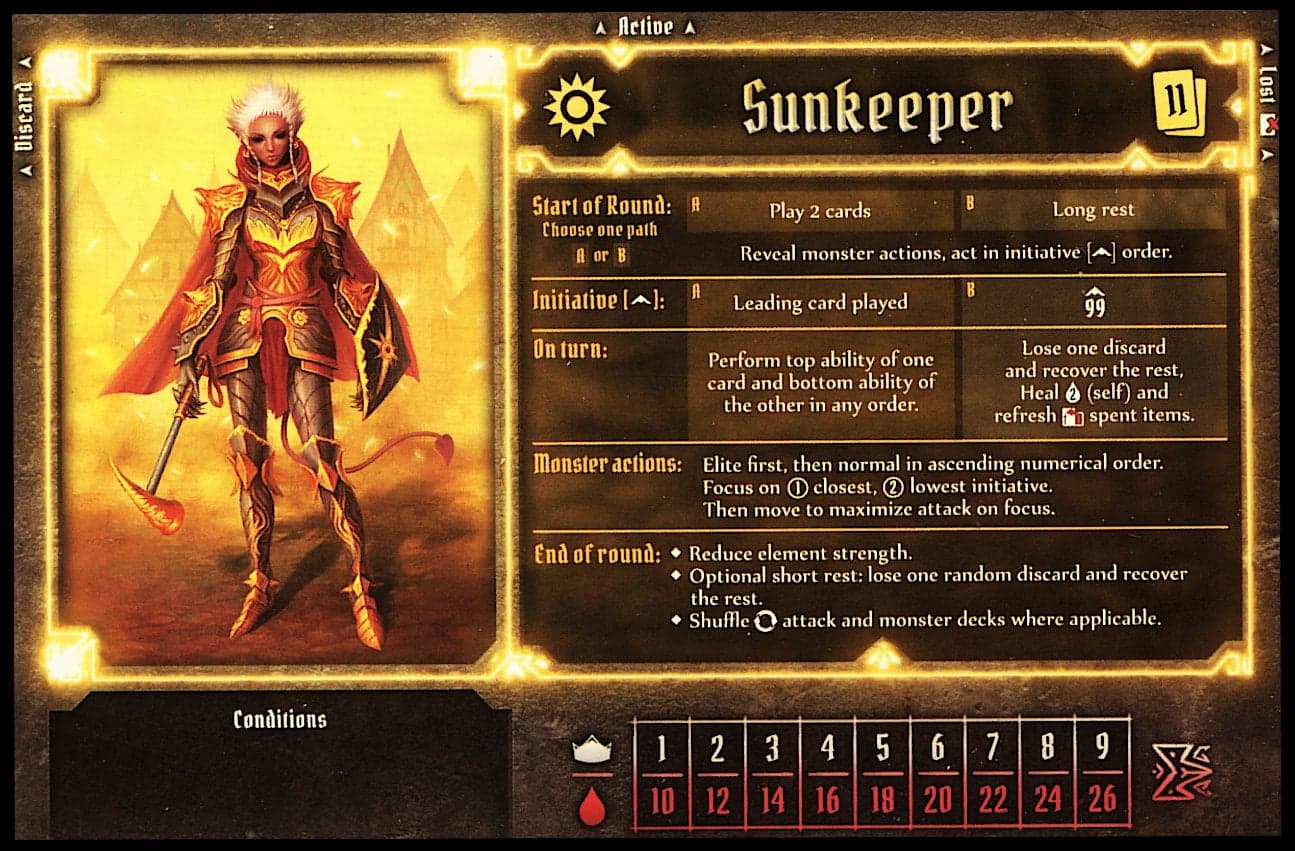 Active
Discard
Lost
Sunkeeper
11
Start of Round:
Choose one path
A or B
A Play 2 cards
B Long rest
Reveal monster actions, act in initiative [ ] order.
Initiative [ ]:
A Leading card played
B 99
On turn:
Perform top ability of one
card and bottom ability of
the other in any order.
Lose one discard
and recover the rest,
Heal 2 (self) and
refresh spent items.
Monster actions:
Elite first, then normal in ascending numerical order.
Focus on ① closest, ② lowest initiative.
Then move to maximize attack on focus.
End of round:
◆ Reduce element strength.
◆ Optional short rest: lose one random discard and recover
the rest.
◆ Shuffle attack and monster decks where applicable.
Conditions
1 2 3 4 5 6 7 8 9
10 12 14 16 18 20 22 24 26